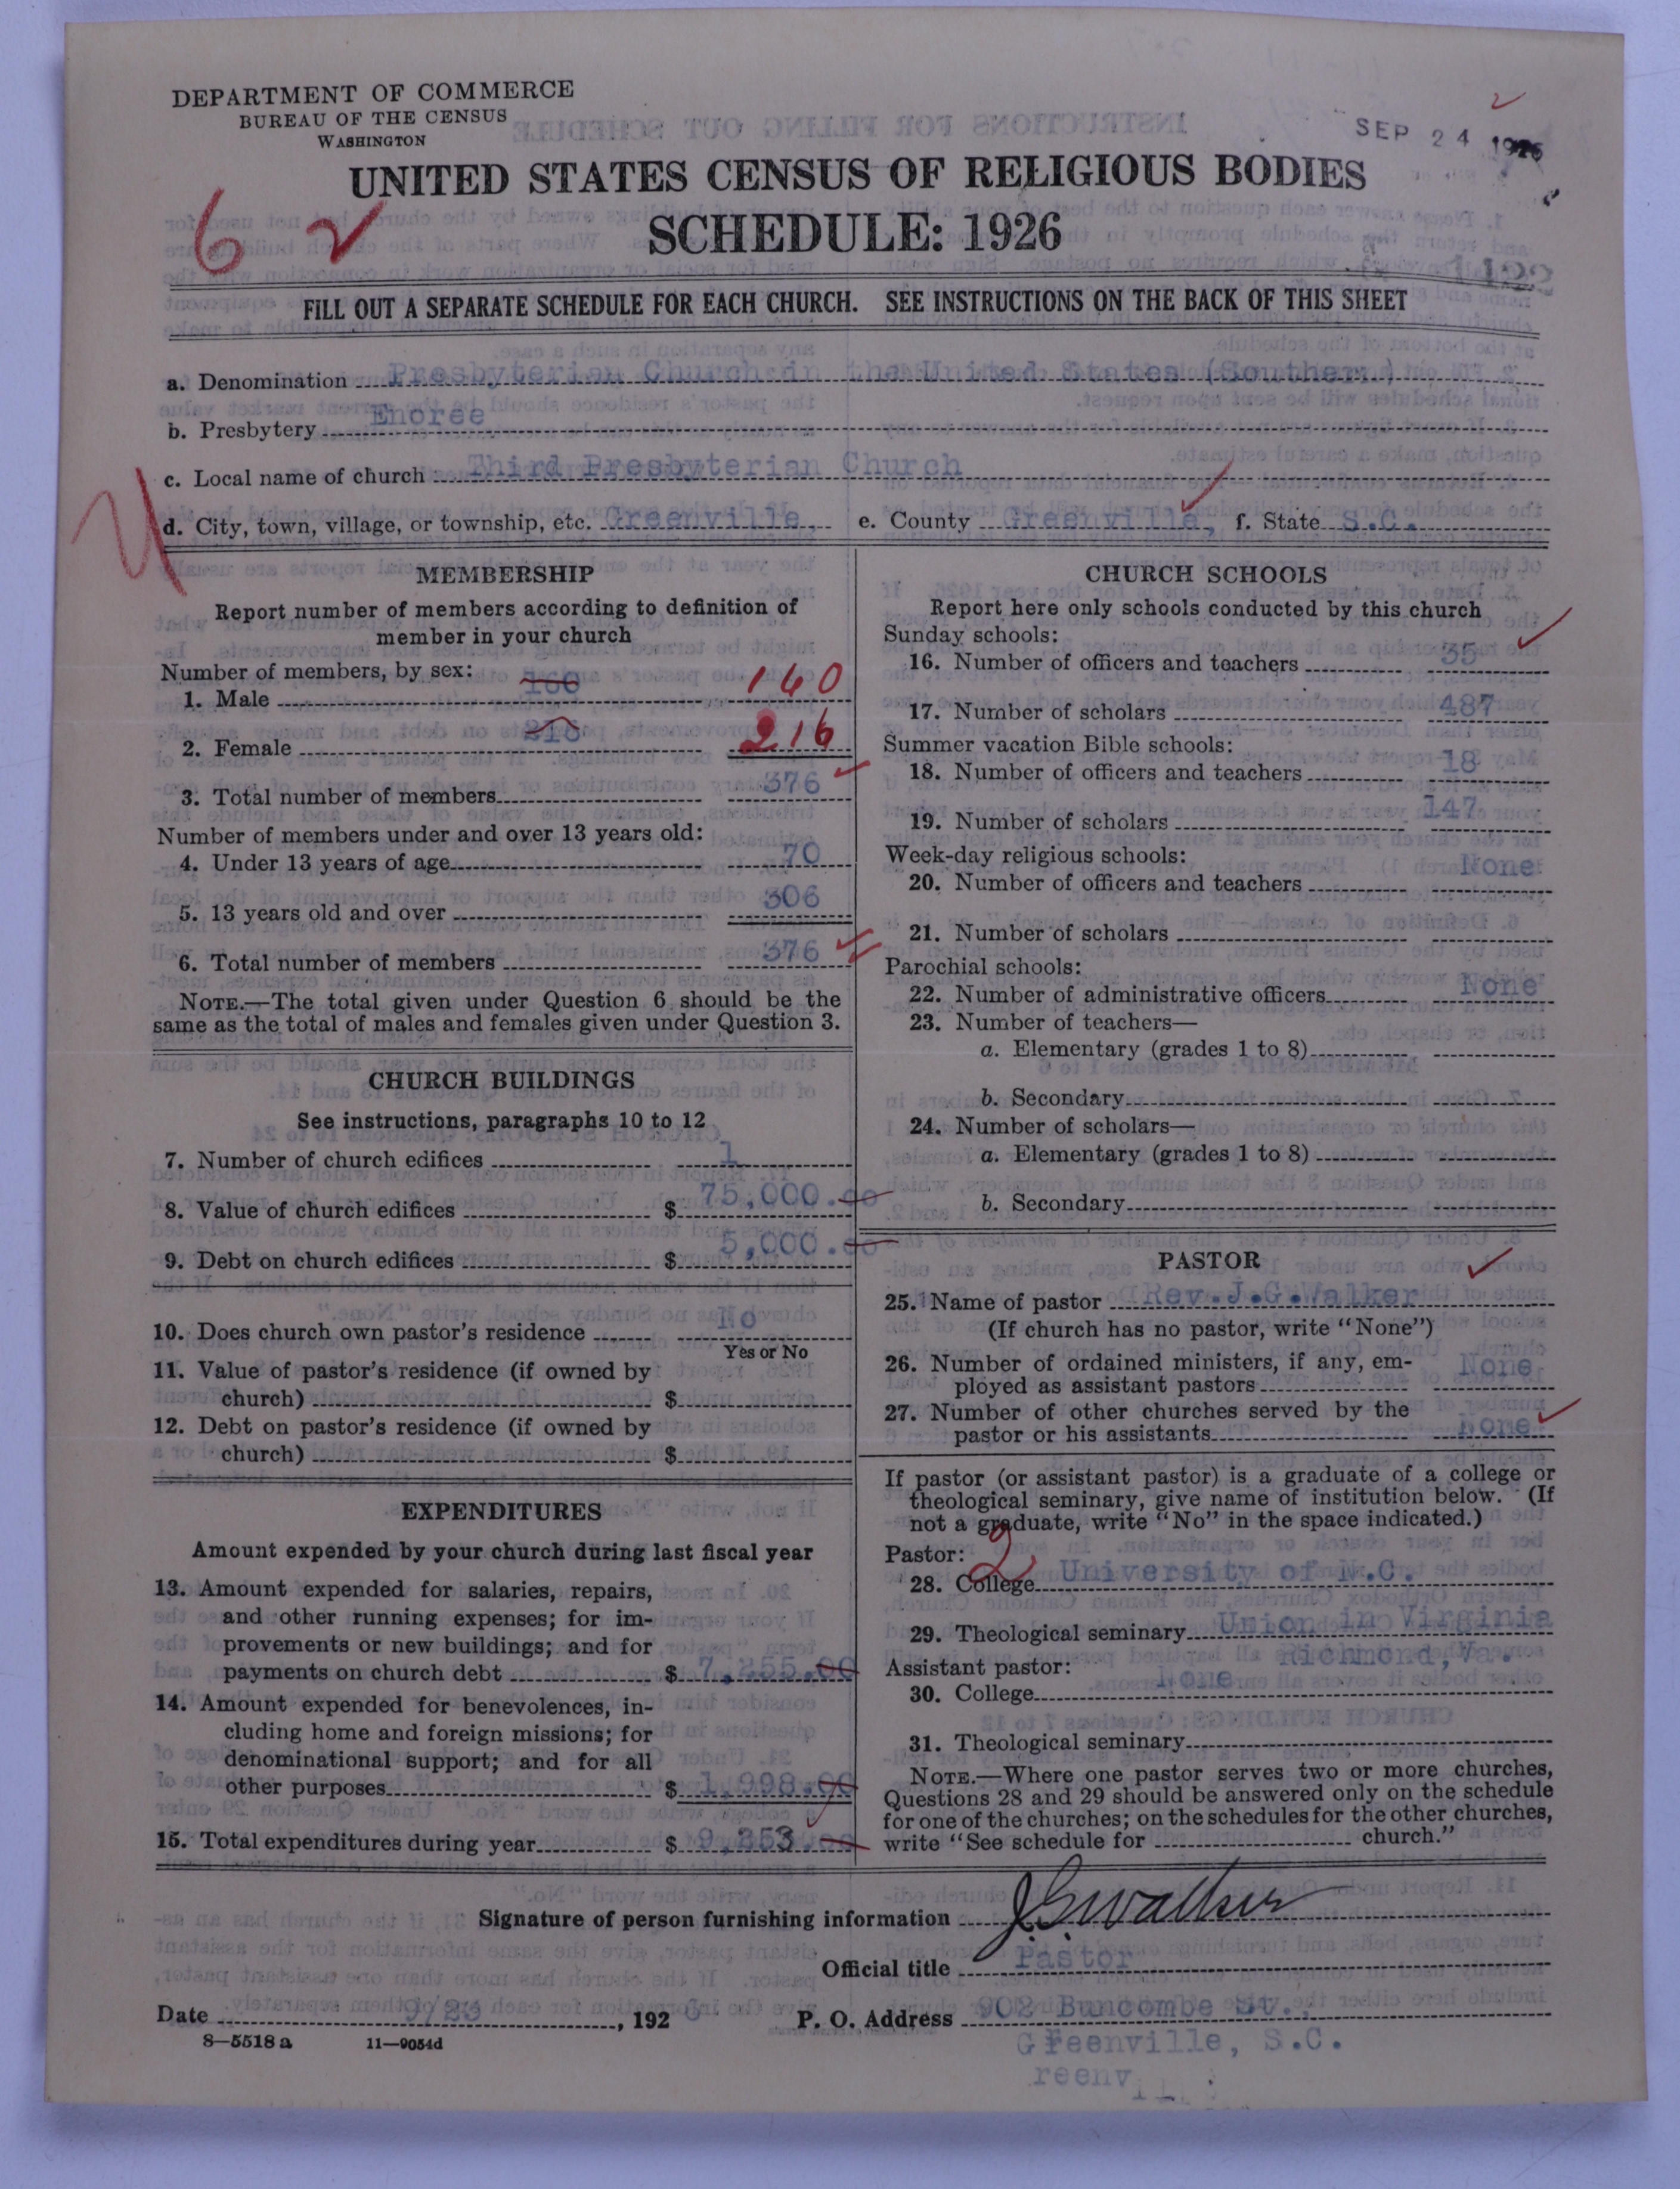 DEPARTMENT OF COMMERCE
BUREAU OF THE CENSUS
WASHINGTON
SEP 24 1926
UNITED STATES CENSUS OF RELIGIOUS BODIES
SCHEDULE: 1926
6 2
FILL OUT A SEPARATE SCHEDULE FOR EACH CHURCH. SEE INSTRUCTIONS ON THE BACK OF THIS SHEET
a. Denomination Presbyterian Church in the United States (Southern)
b. Presbytery Enoree
c. Local name of church Third Presbyterian Church
d. City, town, village, or township, etc. Greenville, e. County Greenville, f. State S.C.
MEMBERSHIP
Report number of members according to definition of
member in your church
Number of members, by sex:
1. Male 160 160
2. Female 216 216
3. Total number of members 376
Number of members under and over 13 years old:
4. Under 13 years of age 70
5. 13 years old and over 306
6. Total number of members 376
NOTE.—The total given under Question 6 should be the
same as the total of males and females given under Question 3.
CHURCH BUILDINGS
See instructions, paragraphs 10 to 12
7. Number of church edifices 1
8. Value of church edifices $ 75,000.00
9. Debt on church edifices $ 5,000.00
10. Does church own pastor's residence No
Yes or No
11. Value of pastor's residence (if owned by
church) $
12. Debt on pastor's residence (if owned by
church) $
EXPENDITURES
Amount expended by your church during last fiscal year
13. Amount expended for salaries, repairs,
and other running expenses; for im-
provements or new buildings; and for
payments on church debt $ 7,255.00
14. Amount expended for benevolences, in-
cluding home and foreign missions; for
denominational support; and for all
other purposes $ 1,998.00
15. Total expenditures during year $ 9,253.00
CHURCH SCHOOLS
Report here only schools conducted by this church
Sunday schools:
16. Number of officers and teachers 35
17. Number of scholars 487
Summer vacation Bible schools:
18. Number of officers and teachers 18
19. Number of scholars 147
Week-day religious schools:
20. Number of officers and teachers None
21. Number of scholars
Parochial schools:
22. Number of administrative officers None
23. Number of teachers—
a. Elementary (grades 1 to 8)
b. Secondary
24. Number of scholars—
a. Elementary (grades 1 to 8)
b. Secondary
PASTOR
25. Name of pastor Rev.J.G.Walker
(If church has no pastor, write "None")
26. Number of ordained ministers, if any, em-
ployed as assistant pastors None
27. Number of other churches served by the
pastor or his assistants None
If pastor (or assistant pastor) is a graduate of a college or
theological seminary, give name of institution below. (If
not a graduate, write "No" in the space indicated.)
Pastor: 2
28. College University of N.C.
29. Theological seminary Union in Virginia
Richmond,Va.
Assistant pastor:
30. College None
31. Theological seminary
NOTE.—Where one pastor serves two or more churches,
Questions 28 and 29 should be answered only on the schedule
for one of the churches; on the schedules for the other churches,
write "See schedule for church."
Signature of person furnishing information J G Walker
Official title Pastor
Date 9/23, 1926 P. O. Address 902 Buncombe St.,
Greenville, S.C.
reenv
8—5518 a 11—9054d